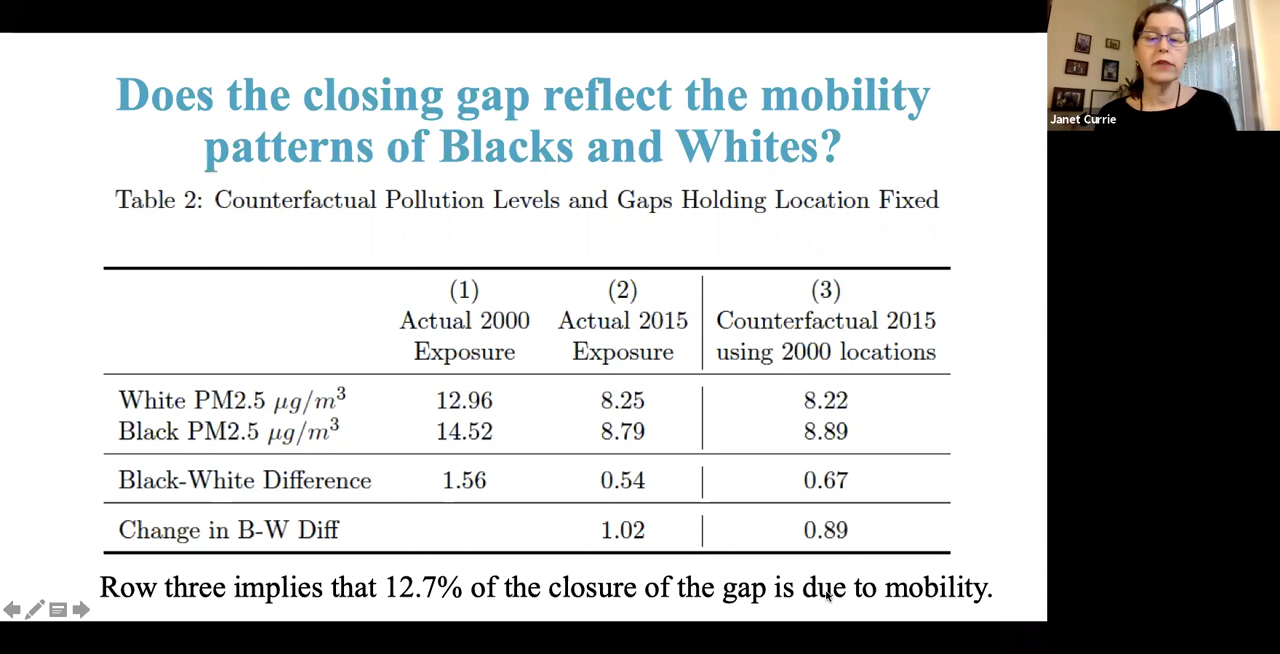 Does the closing gap reflect the mobility
patterns of Blacks and Whites?
Table 2: Counterfactual Pollution Levels and Gaps Holding Location Fixed
(1) (2) (3)
Actual 2000 Actual 2015 Counterfactual 2015
Exposure Exposure using 2000 locations
White PM2.5 μg/m³ 12.96 8.25 8.22
Black PM2.5 μg/m³ 14.52 8.79 8.89
Black-White Difference 1.56 0.54 0.67
Change in B-W Diff 1.02 0.89
Row three implies that 12.7% of the closure of the gap is due to mobility.
Janet Currie